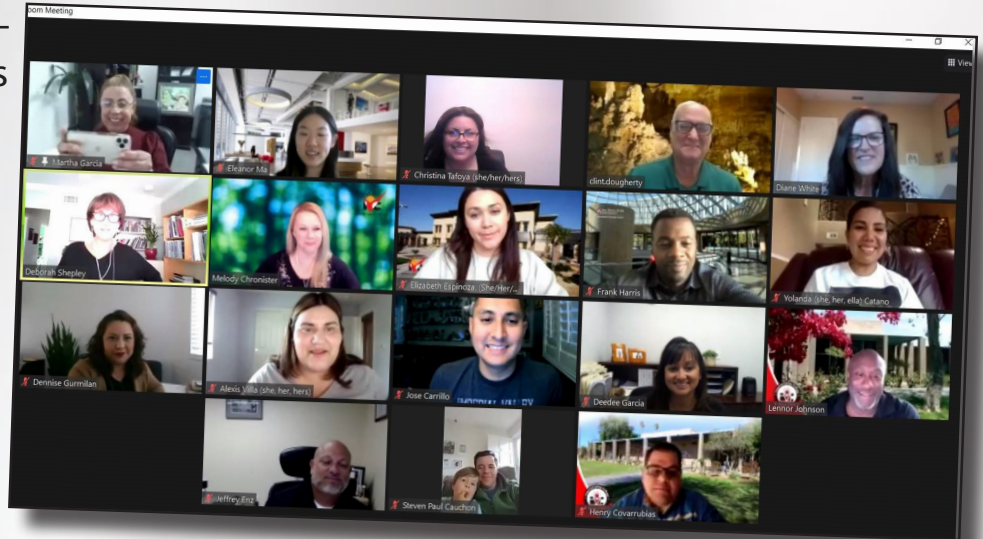 s
oom Meeting
View
Martha Garcia
Eleanor Ma
Christina Tafoya (she/her/hers)
clint.dougherty
Diane White
Deborah Shepley
Melody Chronister
Elizabeth Espinoza, (She/Her/...
Frank Harris
Yolanda (she, her, ella) Catano
Dennise Gurmilan
Alexis Villa (she, her, hers)
Jose Carrillo
IMPERIAL VALLEY
Deedee Garcia
Lennor Johnson
Jeffrey Enz
Steven Paul Cauchon
Henry Covarrubias